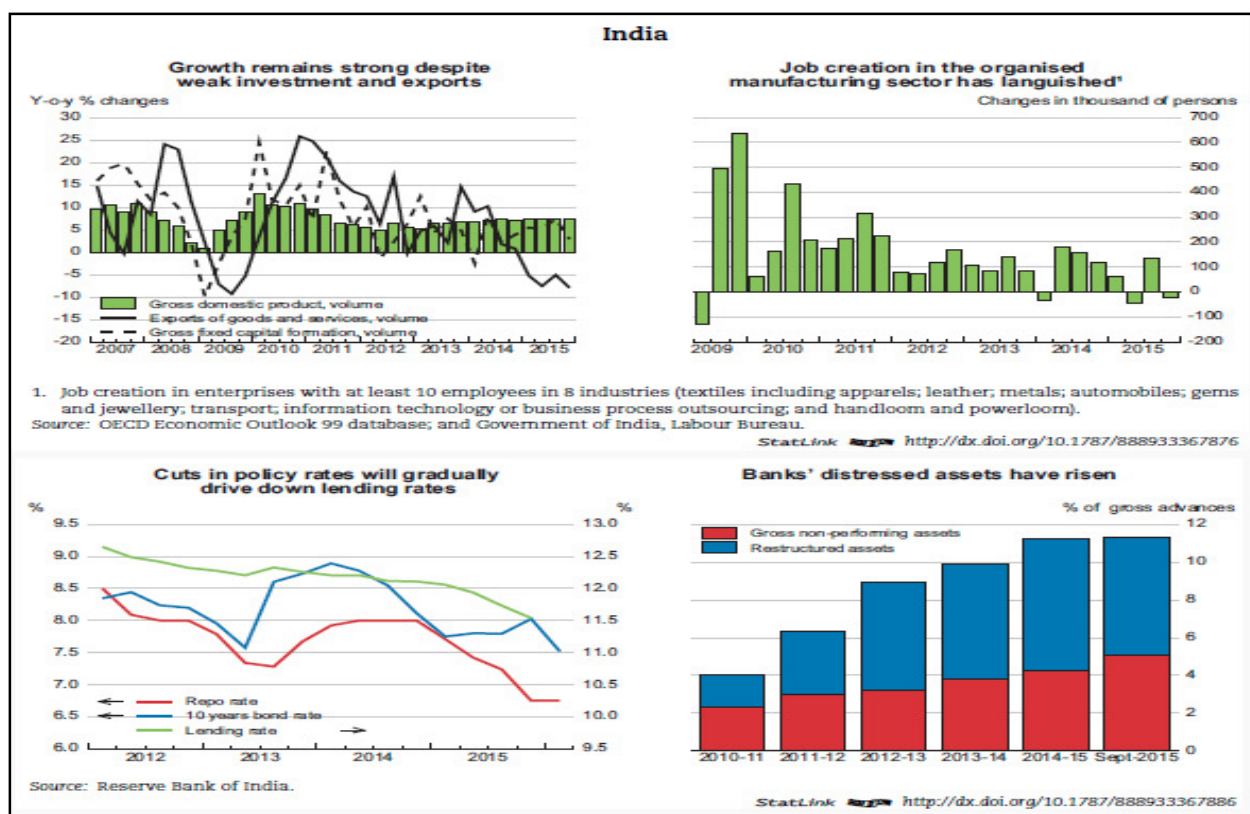 India
Growth remains strong despite
weak investment and exports
Y-o-y % changes
30
25
20
15
10
5
0
-5
-10
-15
-20
Gross domestic product, volume
Exports of goods and services, volume
Gross fixed capital formation, volume
2007 2008 2009 2010 2011 2012 2013 2014 2015
Job creation in the organised
manufacturing sector has languished¹
Changes in thousand of persons
700
600
500
400
300
200
100
0
-100
-200
2009 2010 2011 2012 2013 2014 2015
1. Job creation in enterprises with at least 10 employees in 8 industries (textiles including apparels; leather; metals; automobiles; gems
and jewellery; transport; information technology or business process outsourcing; and handloom and powerloom).
Source: OECD Economic Outlook 99 database; and Government of India, Labour Bureau.
StatLink http://dx.doi.org/10.1787/888933367876
Cuts in policy rates will gradually
drive down lending rates
% %
9.5 13.0
9.0 12.5
8.5 12.0
8.0 11.5
7.5 11.0
7.0 10.5
6.5 10.0
6.0 9.5
Repo rate
10 years bond rate
Lending rate
2012 2013 2014 2015
Source: Reserve Bank of India.
Banks' distressed assets have risen
% of gross advances
Gross non-performing assets
Restructured assets
12
10
8
6
4
2
0
2010-11 2011-12 2012-13 2013-14 2014-15 Sept-2015
StatLink http://dx.doi.org/10.1787/888933367886